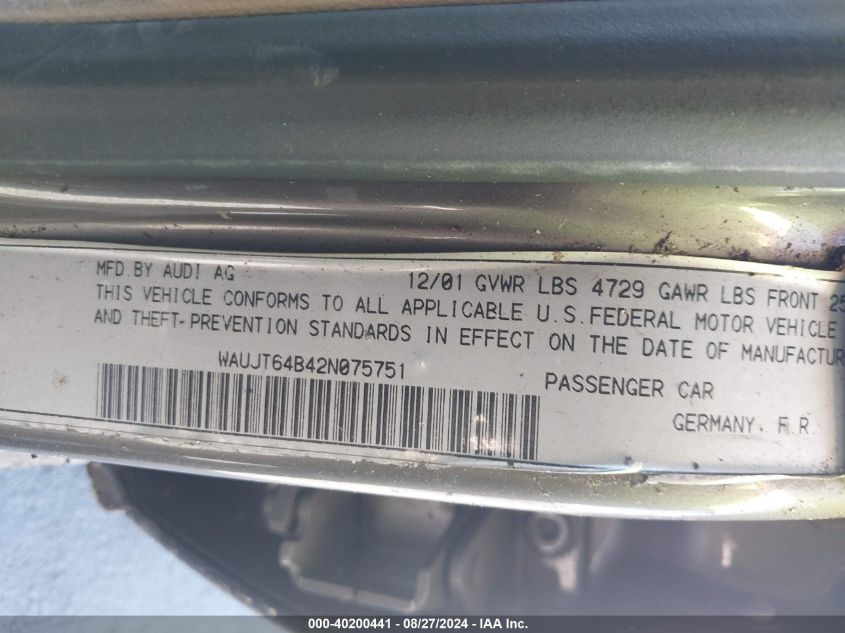 MFD BY AUDI AG 12/01 GVWR LBS 4729 GAWR LBS FRONT 25
THIS VEHICLE CONFORMS TO ALL APPLICABLE U.S. FEDERAL MOTOR VEHICLE
AND THEFT-PREVENTION STANDARDS IN EFFECT ON THE DATE OF MANUFACTUR
WAUJT64B42N075751
PASSENGER CAR
GERMANY, F.R
000-40200441 - 08/27/2024 - IAA Inc.